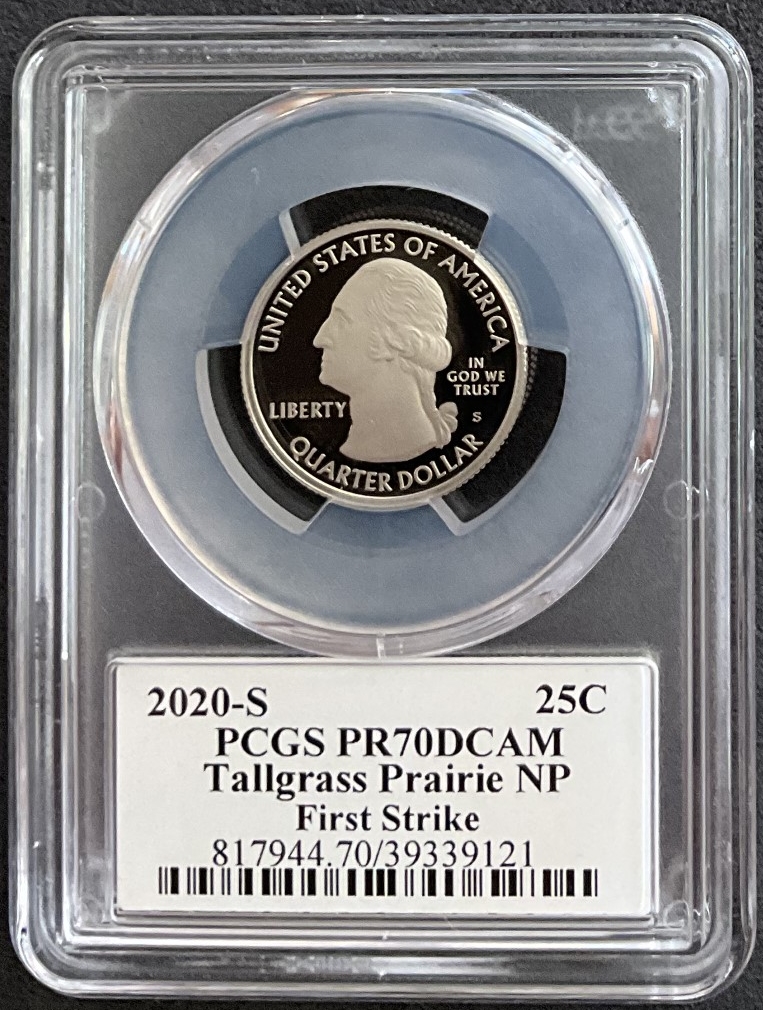 UNITED STATES OF AMERICA
IN
GOD WE
TRUST
LIBERTY
S
QUARTER DOLLAR
2020-S 25C
PCGS PR70DCAM
Tallgrass Prairie NP
First Strike
817944.70/39339121